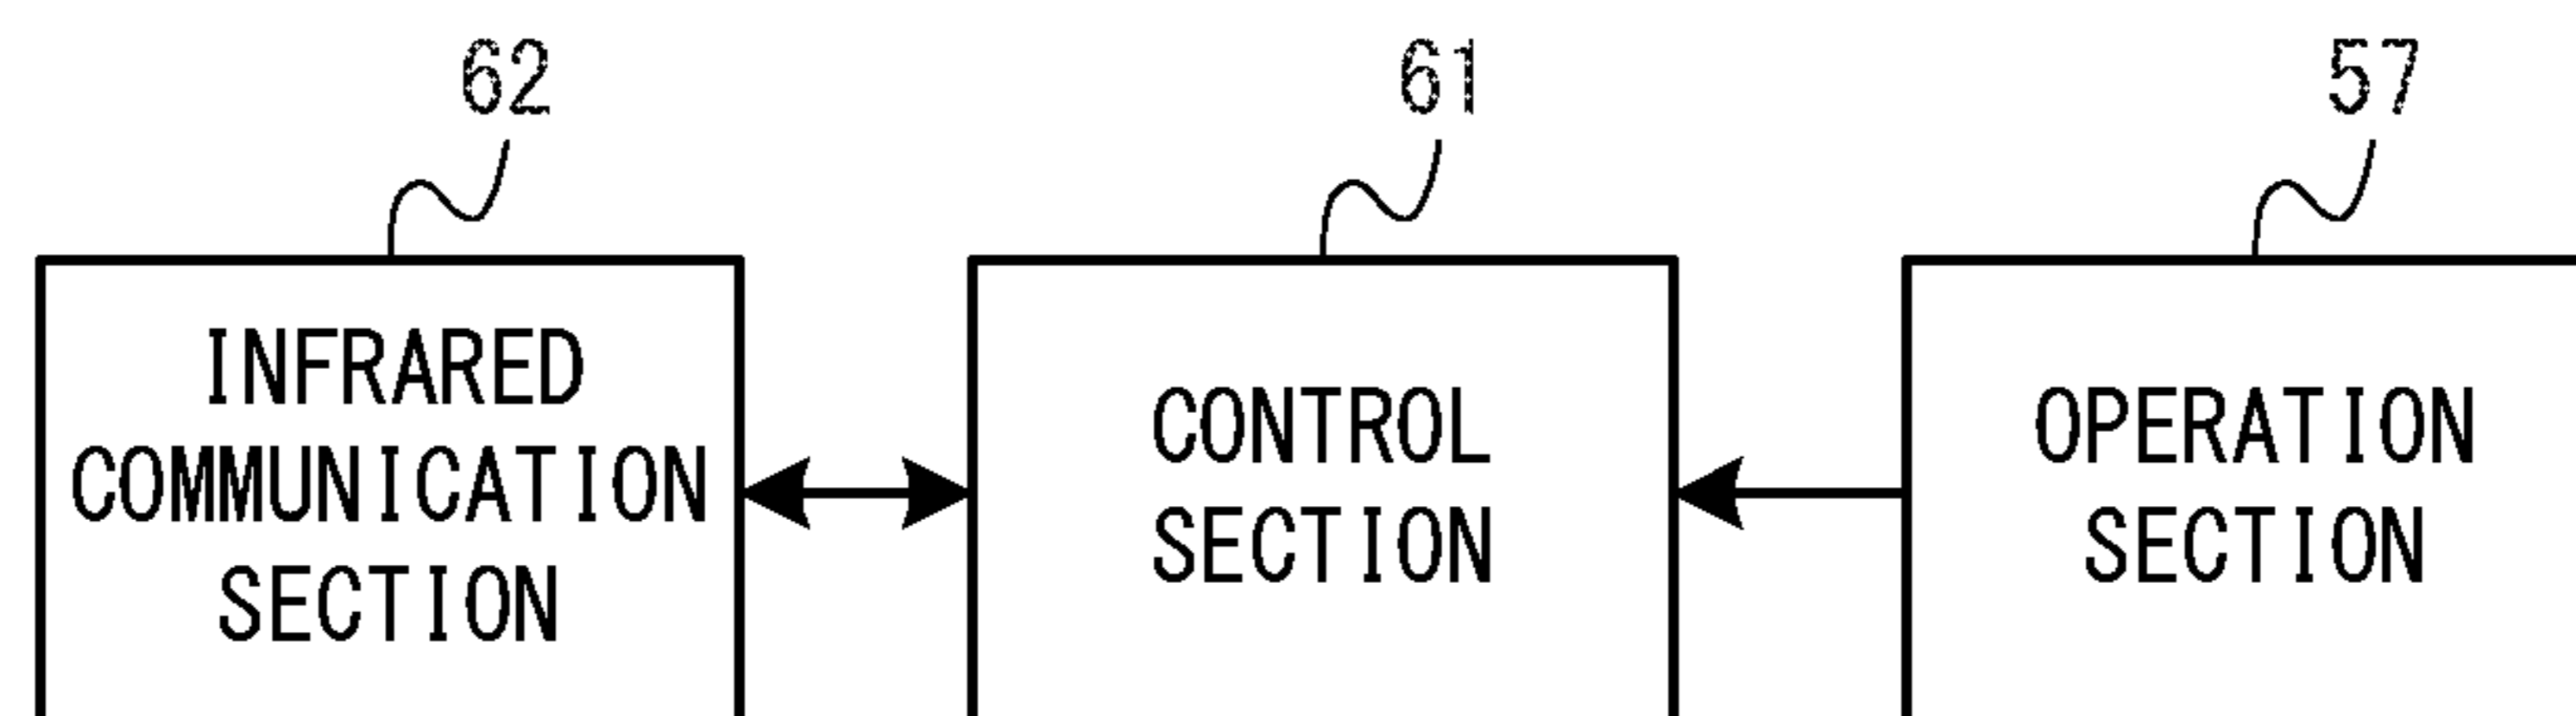 62
61
57
INFRARED
COMMUNICATION
SECTION
CONTROL
SECTION
OPERATION
SECTION